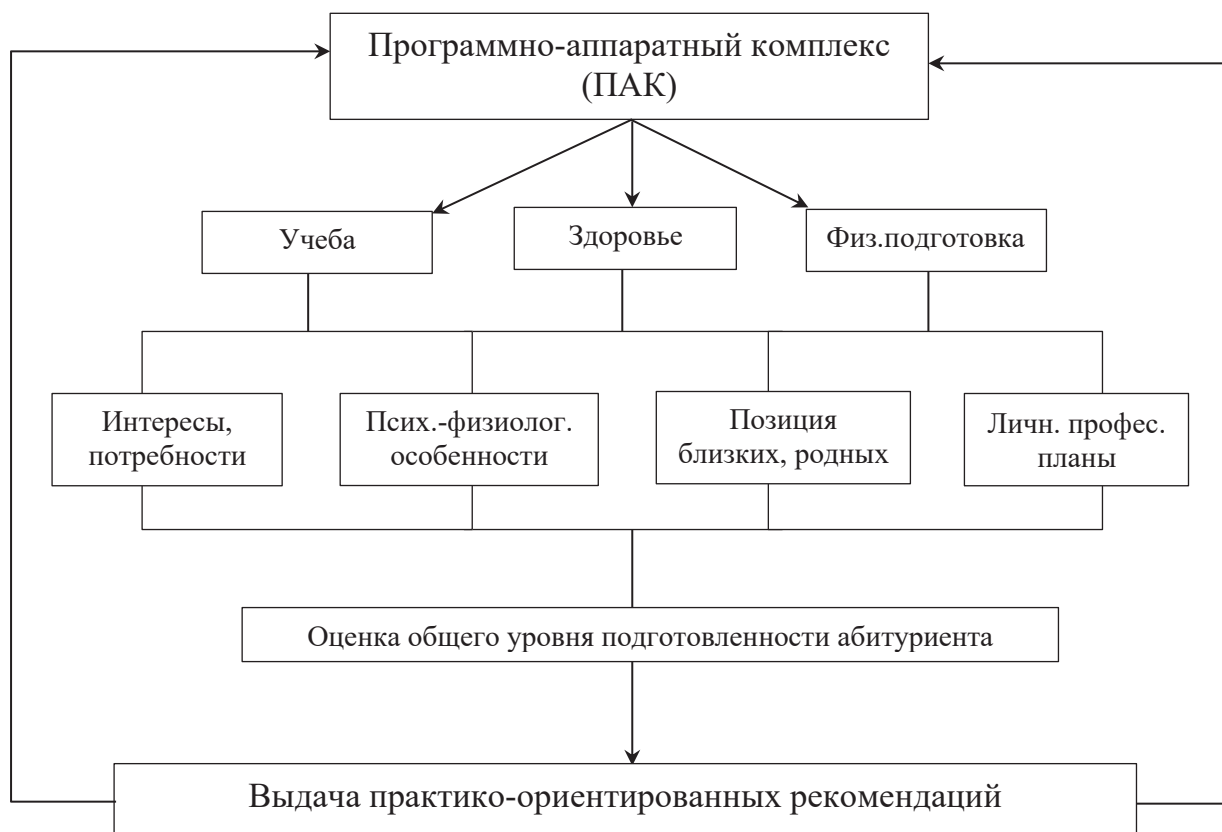 Программно-аппаратный комплекс
(ПАК)
Учеба
Здоровье
Физ.подготовка
Интересы,
потребности
Псих.-физиолог.
особенности
Позиция
близких, родных
Личн. профес.
планы
Оценка общего уровня подготовленности абитуриента
Выдача практико-ориентированных рекомендаций